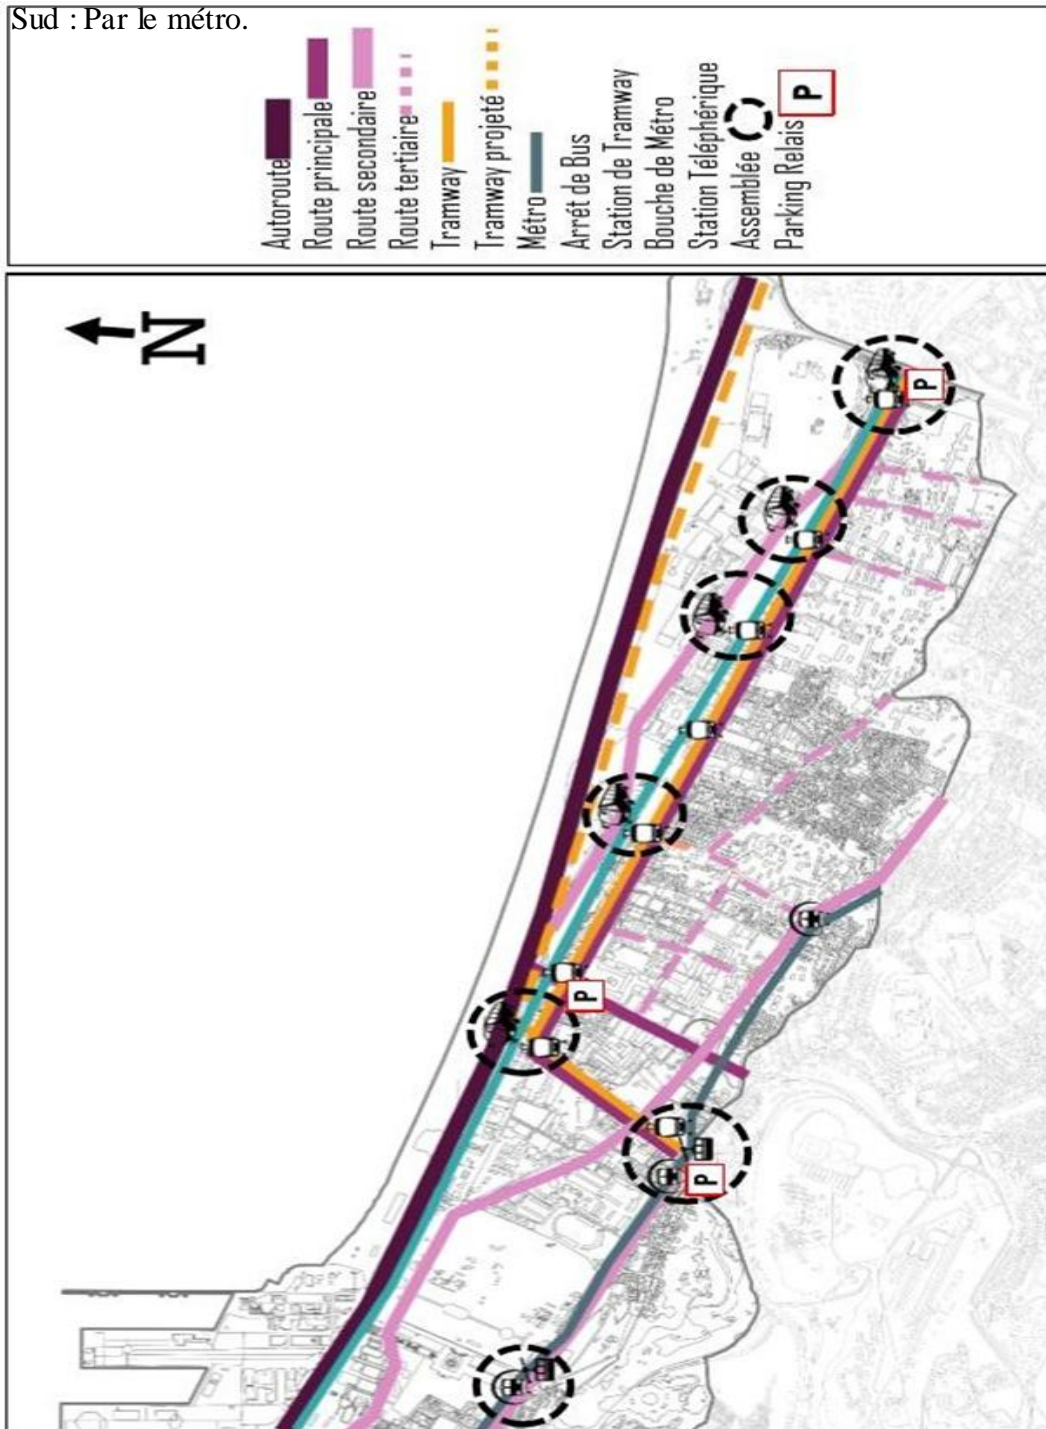 Sud : Par le métro.
Autoroute
Route principale
Route secondaire
Route tertiaire
Tramway
Tramway projeté
Métro
Arrét de Bus
Station de Tramway
Bouche de Métro
Station Téléphérique
Assemblée
Parking Relais P
N
P
P
P